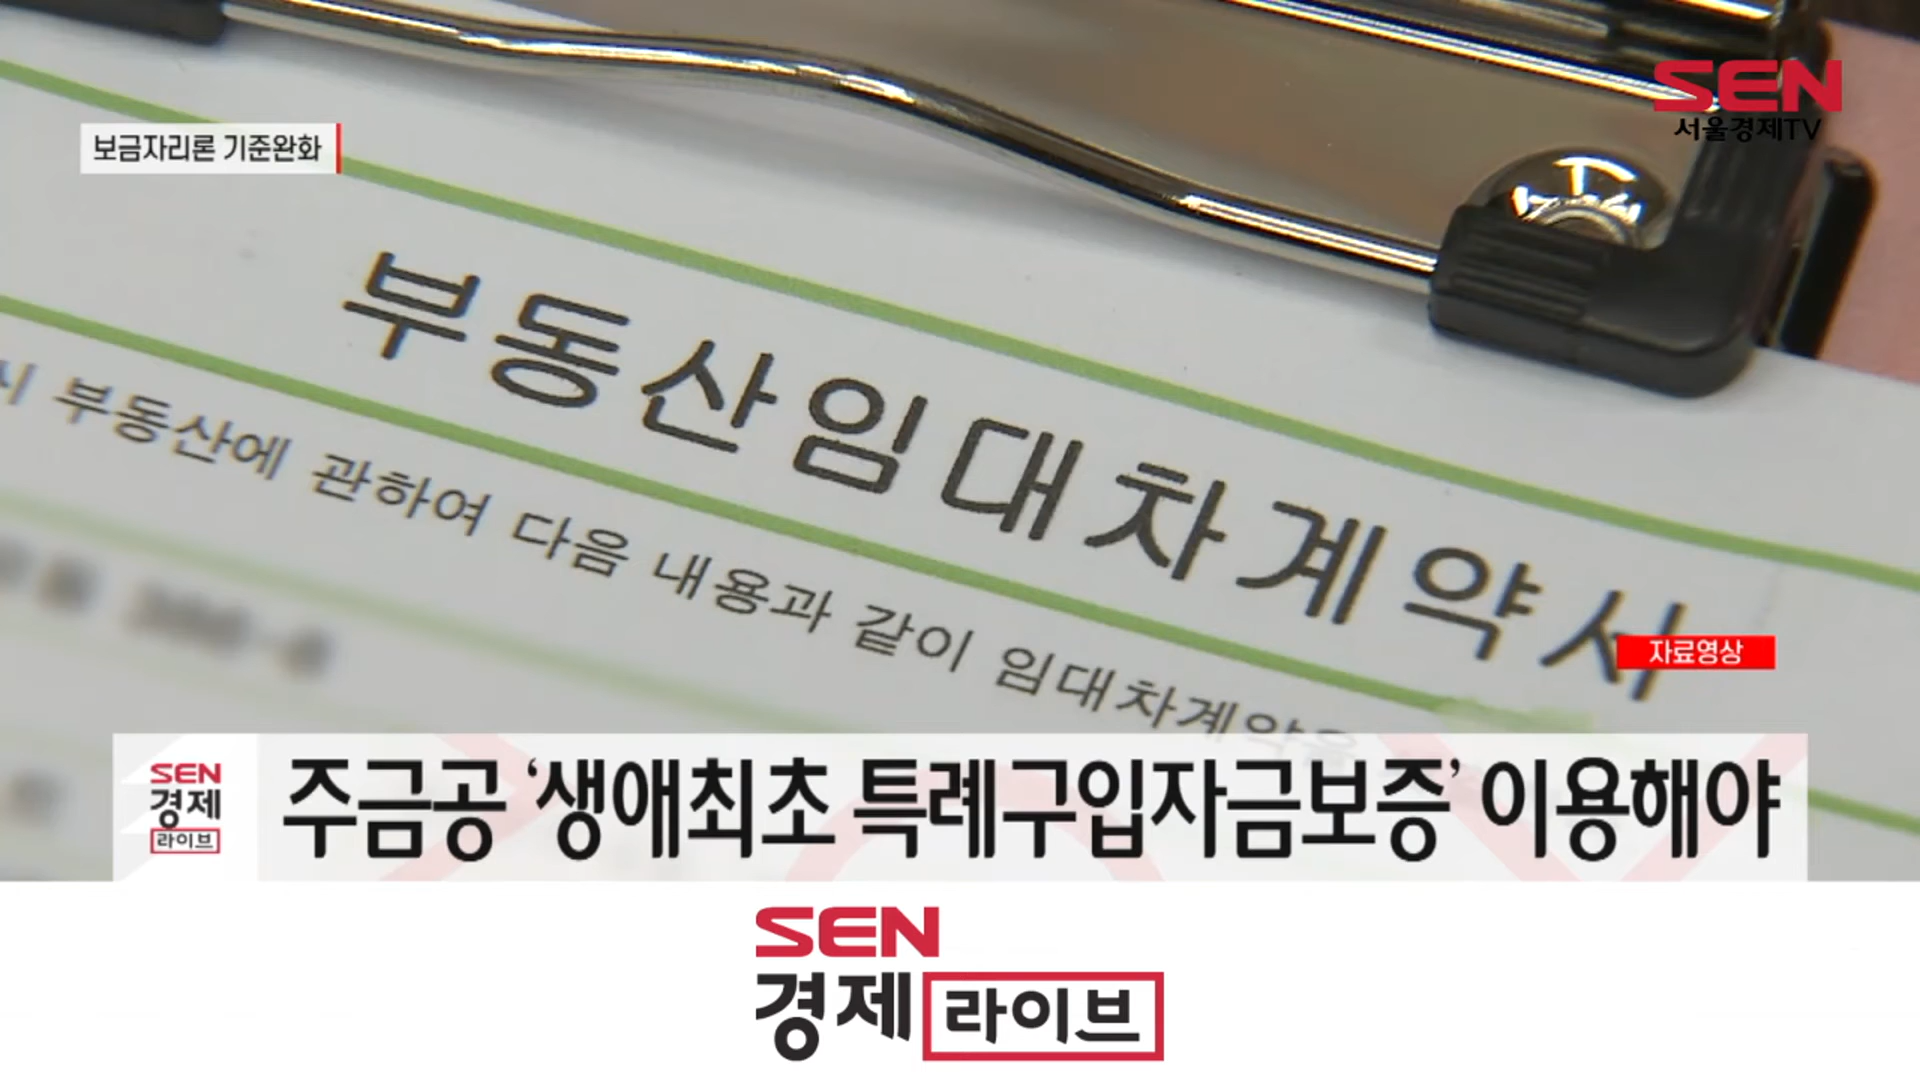 SEN
서울경제TV
보금자리론 기준완화
부동산임대차계약서
시 부동산에 관하여 다음 내용과 같이 임대차계약을
자료영상
SEN
경제
라이브
주금공 ‘생애최초 특례구입자금보증’ 이용해야
SEN
경제 라이브